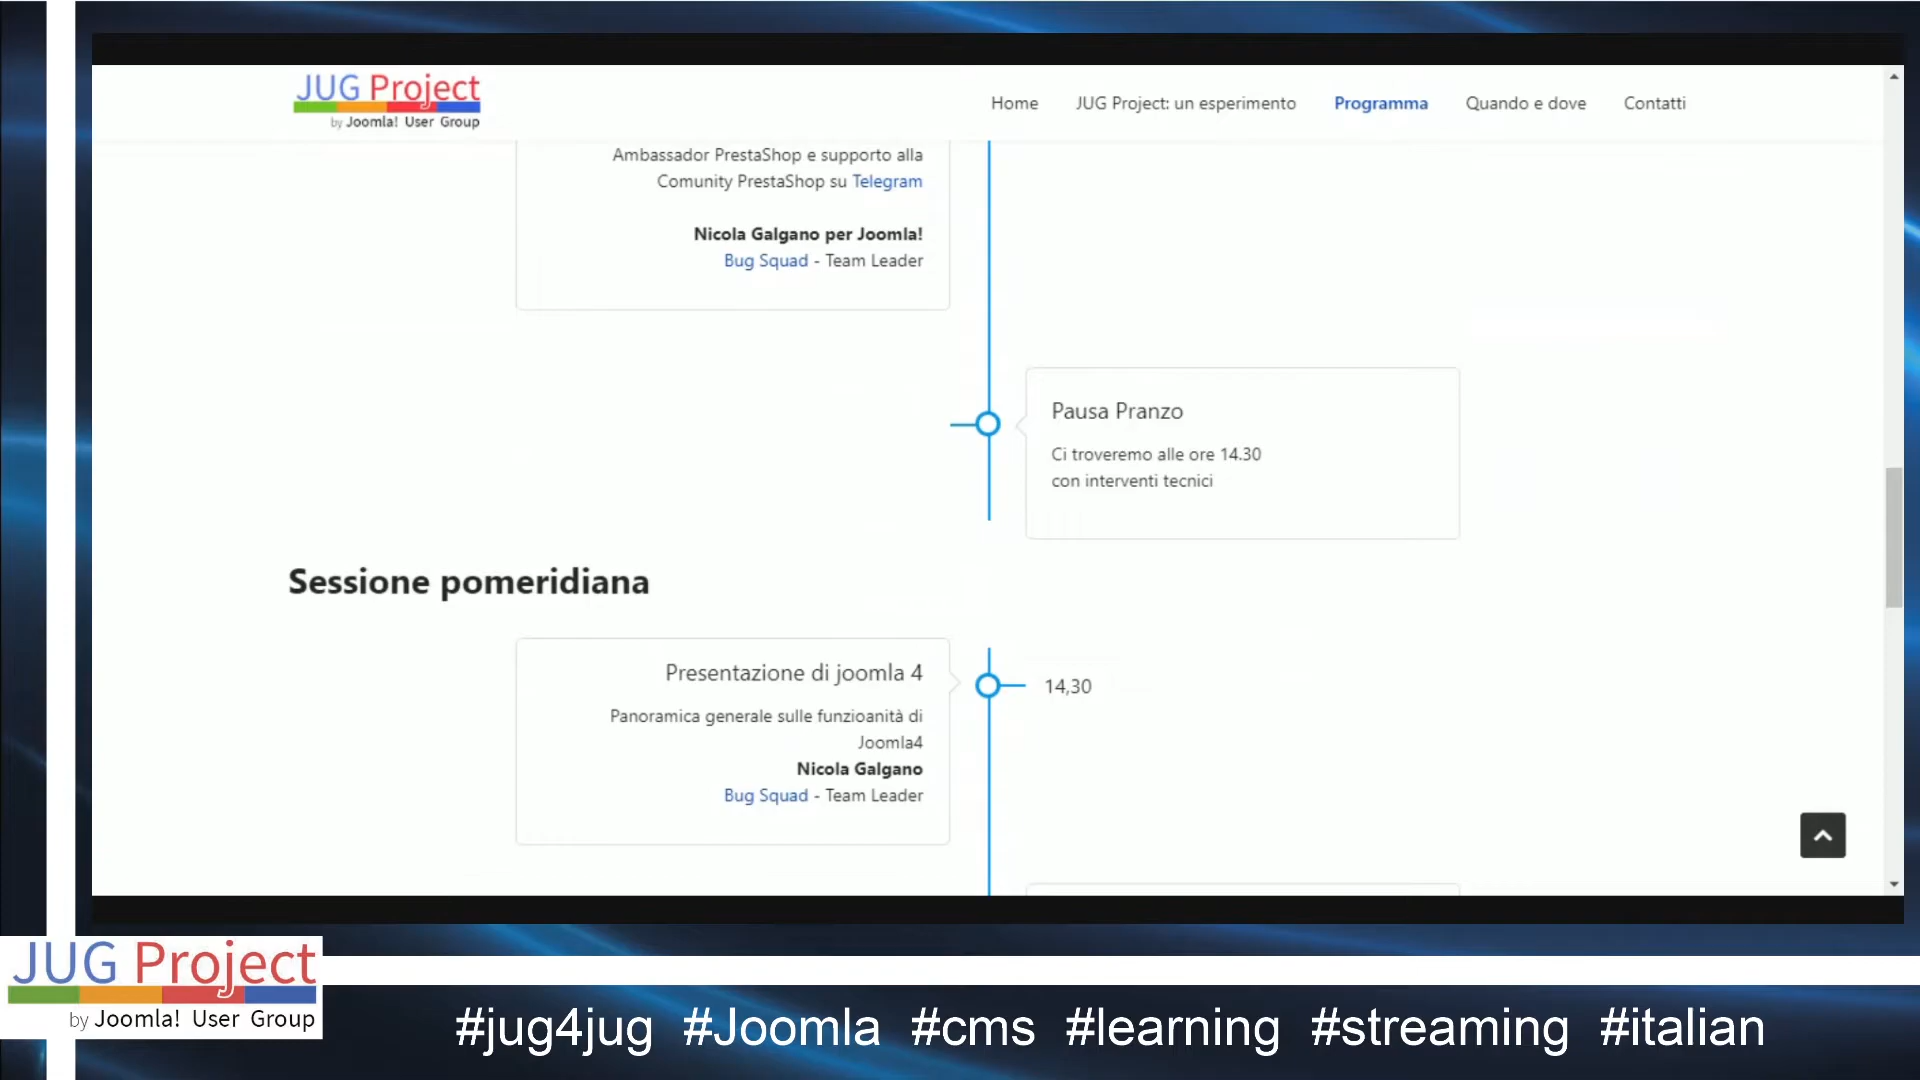 JUG Project
by Joomla! User Group
Home JUG Project: un esperimento Programma Quando e dove Contatti
Ambassador PrestaShop e supporto alla
Comunity PrestaShop su Telegram
Nicola Galgano per Joomla!
Bug Squad - Team Leader
Pausa Pranzo
Ci troveremo alle ore 14.30
con interventi tecnici
Sessione pomeridiana
Presentazione di joomla 4
14,30
Panoramica generale sulle funzioanità di
Joomla4
Nicola Galgano
Bug Squad - Team Leader
JUG Project
by Joomla! User Group
#jug4jug #Joomla #cms #learning #streaming #italian